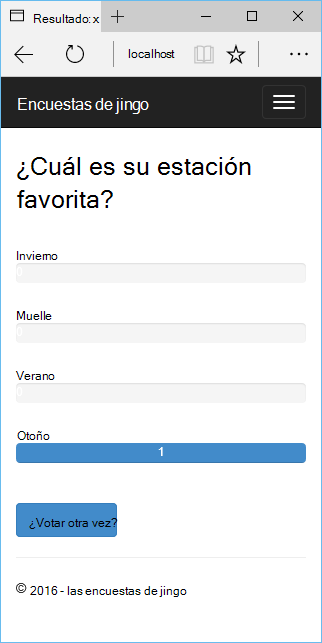 Resultado: x
localhost
Encuestas de jingo
¿Cuál es su estación
favorita?
Invierno
0
Muelle
0
Verano
0
Otoño
1
¿Votar otra vez?
© 2016 - las encuestas de jingo